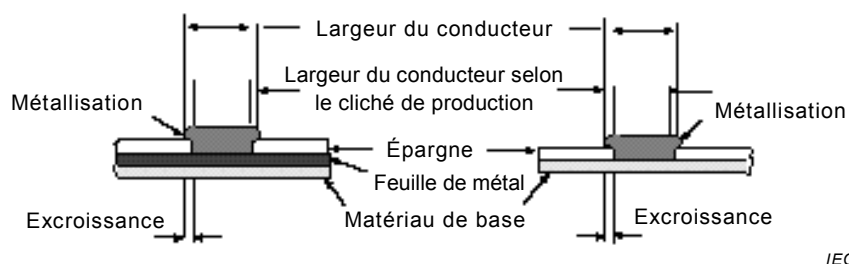 Largeur du conducteur
Largeur du conducteur selon
le cliché de production
Métallisation
Métallisation
Épargne
Feuille de métal
Matériau de base
Excroissance
Excroissance
IEC